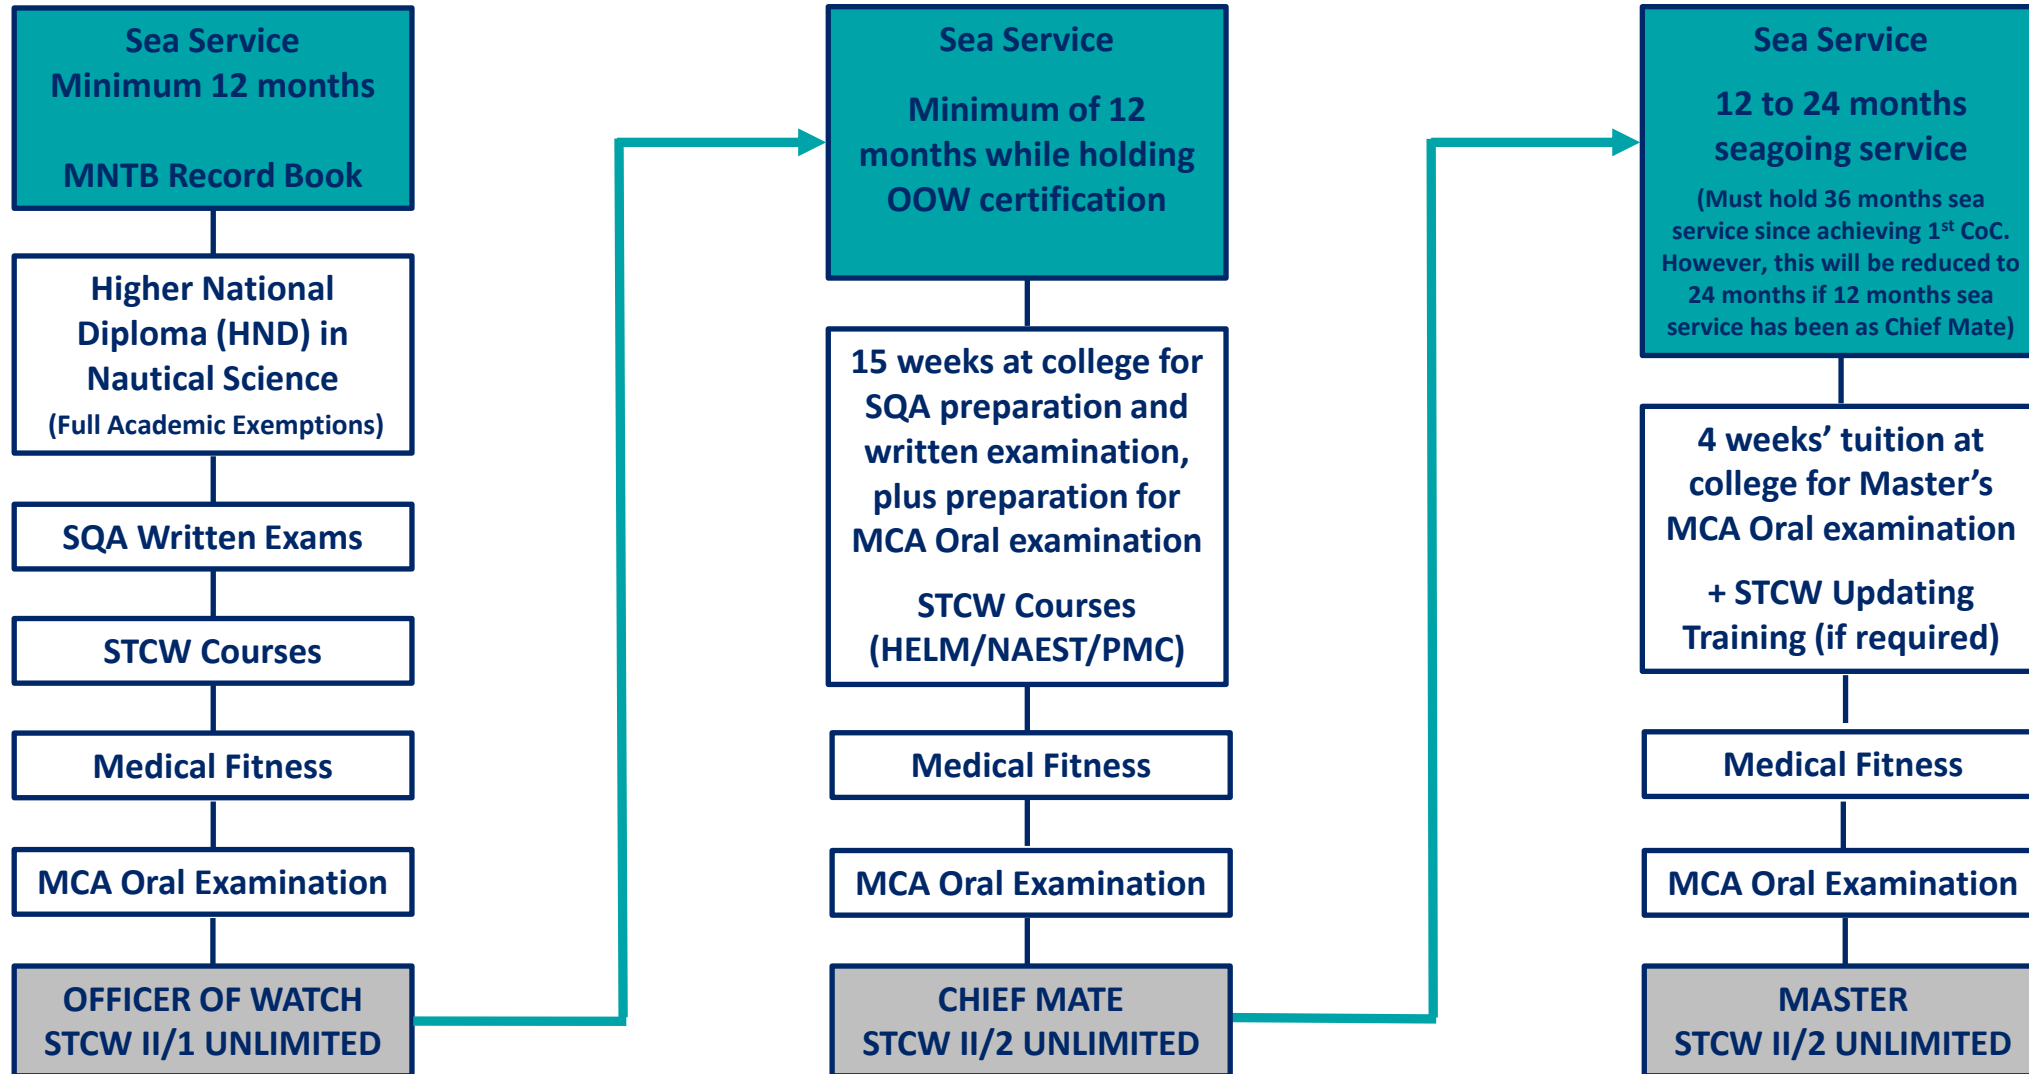 Sea Service
Minimum 12 months
MNTB Record Book
Higher National
Diploma (HND) in
Nautical Science
(Full Academic Exemptions)
SQA Written Exams
STCW Courses
Medical Fitness
MCA Oral Examination
OFFICER OF WATCH
STCW II/1 UNLIMITED
Sea Service
Minimum of 12
months while holding
OOW certification
15 weeks at college for
SQA preparation and
written examination,
plus preparation for
MCA Oral examination
STCW Courses
(HELM/NAEST/PMC)
Medical Fitness
MCA Oral Examination
CHIEF MATE
STCW II/2 UNLIMITED
Sea Service
12 to 24 months
seagoing service
(Must hold 36 months sea
service since achieving 1st CoC.
However, this will be reduced to
24 months if 12 months sea
service has been as Chief Mate)
4 weeks’ tuition at
college for Master’s
MCA Oral examination
+ STCW Updating
Training (if required)
Medical Fitness
MCA Oral Examination
MASTER
STCW II/2 UNLIMITED